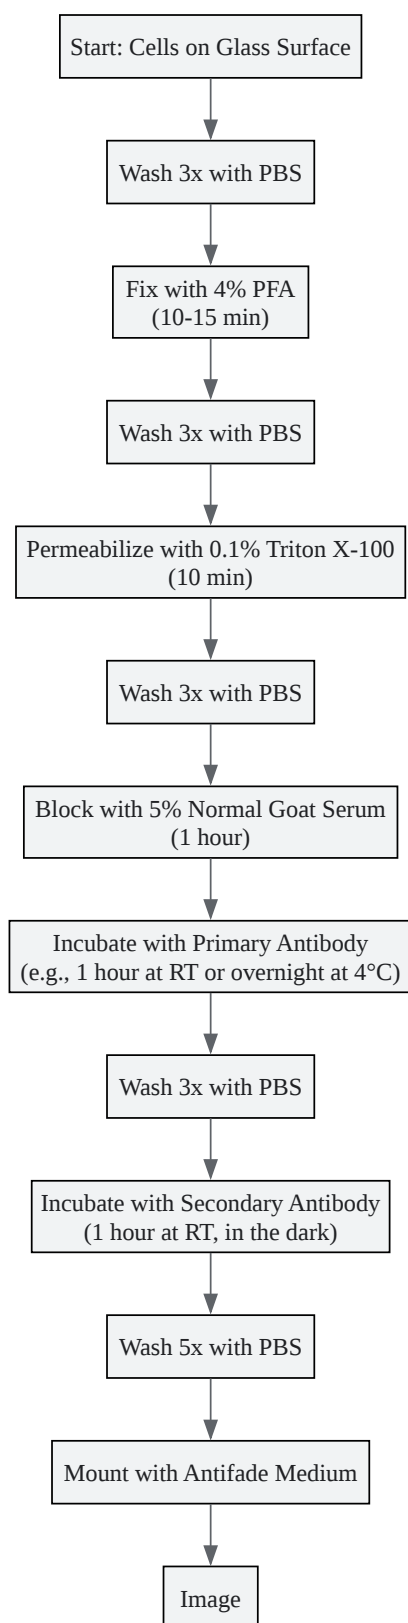 Start: Cells on Glass Surface
Wash 3x with PBS
Fix with 4% PFA
(10-15 min)
Wash 3x with PBS
Permeabilize with 0.1% Triton X-100
(10 min)
Wash 3x with PBS
Block with 5% Normal Goat Serum
(1 hour)
Incubate with Primary Antibody
(e.g., 1 hour at RT or overnight at 4°C)
Wash 3x with PBS
Incubate with Secondary Antibody
(1 hour at RT, in the dark)
Wash 5x with PBS
Mount with Antifade Medium
Image